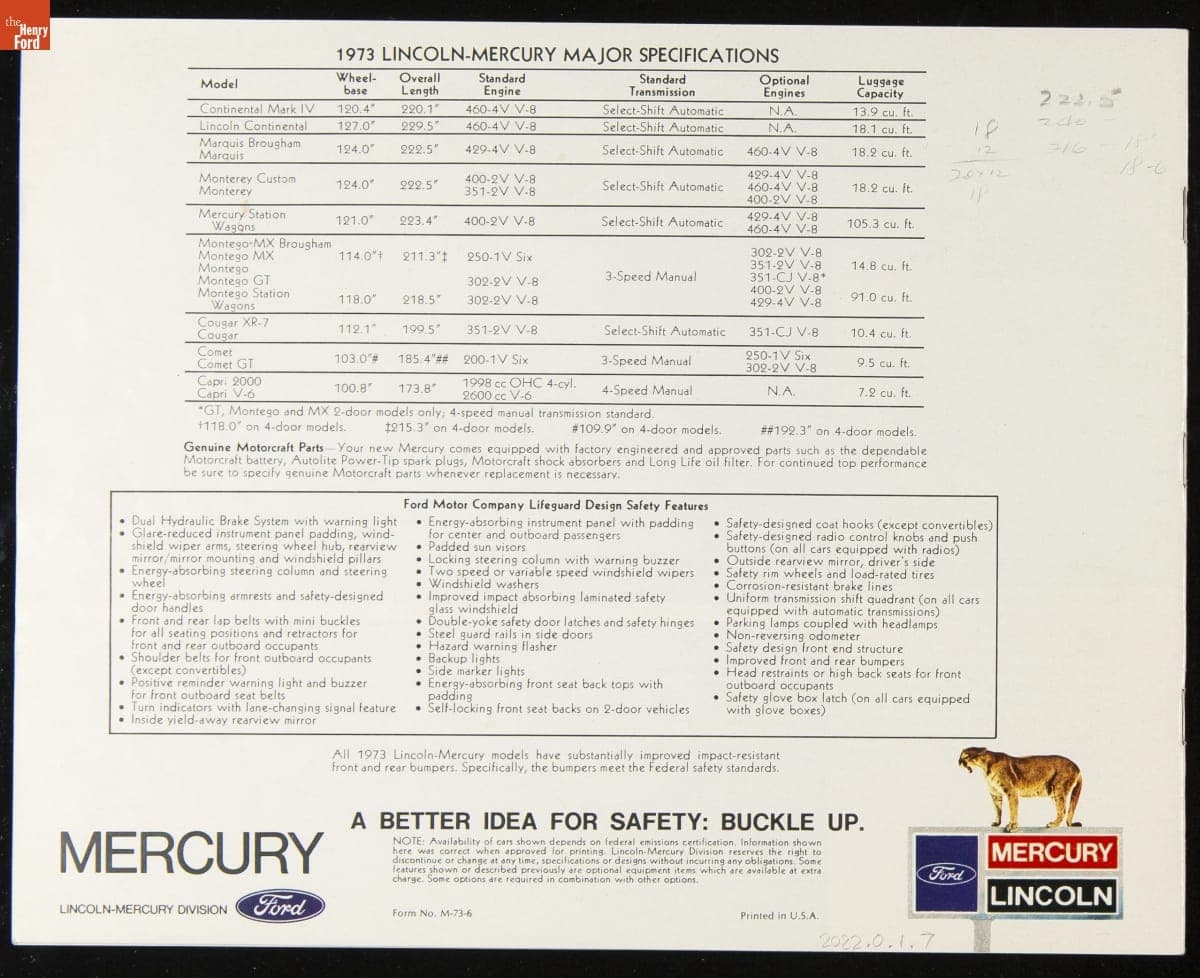 the
Henry
Ford
1973 LINCOLN-MERCURY MAJOR SPECIFICATIONS
Model Wheel-base Overall Length Standard Engine Standard Transmission Optional Engines Luggage Capacity
Continental Mark IV 120.4" 220.1" 460-4V V-8 Select-Shift Automatic N.A. 13.9 cu. ft.
Lincoln Continental 127.0" 229.5" 460-4V V-8 Select-Shift Automatic N.A. 18.1 cu. ft.
Marquis Brougham
Marquis 124.0" 222.5" 429-4V V-8 Select-Shift Automatic 460-4V V-8 18.2 cu. ft.
Monterey Custom
Monterey 124.0" 222.5" 400-2V V-8 351-2V V-8 Select-Shift Automatic 429-4V V-8 460-4V V-8 400-2V V-8 18.2 cu. ft.
Mercury Station
Wagons 121.0" 223.4" 400-2V V-8 Select-Shift Automatic 429-4V V-8 460-4V V-8 105.3 cu. ft.
Montego-MX Brougham 302-2V V-8
Montego MX 114.0"† 211.3"‡ 250-1V Six 351-2V V-8 14.8 cu. ft.
Montego 3-Speed Manual 351-CJ V-8*
Montego GT 302-2V V-8 400-2V V-8
Montego Station
Wagons 118.0" 218.5" 302-2V V-8 429-4V V-8 91.0 cu. ft.
Cougar XR-7
Cougar 112.1" 199.5" 351-2V V-8 Select-Shift Automatic 351-CJ V-8 10.4 cu. ft.
Comet
Comet GT 103.0"# 185.4"## 200-1V Six 3-Speed Manual 250-1V Six 302-2V V-8 9.5 cu. ft.
Capri 2000
Capri V-6 100.8" 173.8" 1998 cc OHC 4-cyl. 2600 cc V-6 4-Speed Manual N.A. 7.2 cu. ft.
*GT, Montego and MX 2-door models only; 4-speed manual transmission standard.
†118.0" on 4-door models. ‡215.3" on 4-door models. #109.9" on 4-door models. ##192.3" on 4-door models.
Genuine Motorcraft Parts—Your new Mercury comes equipped with factory engineered and approved parts such as the dependable
Motorcraft battery, Autolite Power-Tip spark plugs, Motorcraft shock absorbers and Long Life oil filter. For continued top performance
be sure to specify genuine Motorcraft parts whenever replacement is necessary.
Ford Motor Company Lifeguard Design Safety Features
• Dual Hydraulic Brake System with warning light
• Glare-reduced instrument panel padding, wind-
shield wiper arms, steering wheel hub, rearview
mirror/mirror mounting and windshield pillars
• Energy-absorbing steering column and steering
wheel
• Energy-absorbing armrests and safety-designed
door handles
• Front and rear lap belts with mini buckles
for all seating positions and retractors for
front and rear outboard occupants
• Shoulder belts for front outboard occupants
(except convertibles)
• Positive reminder warning light and buzzer
for front outboard seat belts
• Turn indicators with lane-changing signal feature
• Inside yield-away rearview mirror
• Energy-absorbing instrument panel with padding
for center and outboard passengers
• Padded sun visors
• Locking steering column with warning buzzer
• Two speed or variable speed windshield wipers
• Windshield washers
• Improved impact absorbing laminated safety
glass windshield
• Double-yoke safety door latches and safety hinges
• Steel guard rails in side doors
• Hazard warning flasher
• Backup lights
• Side marker lights
• Energy-absorbing front seat back tops with
padding
• Self-locking front seat backs on 2-door vehicles
• Safety-designed coat hooks (except convertibles)
• Safety-designed radio control knobs and push
buttons (on all cars equipped with radios)
• Outside rearview mirror, driver's side
• Safety rim wheels and load-rated tires
• Corrosion-resistant brake lines
• Uniform transmission shift quadrant (on all cars
equipped with automatic transmissions)
• Parking lamps coupled with headlamps
• Non-reversing odometer
• Safety design front end structure
• Improved front and rear bumpers
• Head restraints or high back seats for front
outboard occupants
• Safety glove box latch (on all cars equipped
with glove boxes)
All 1973 Lincoln-Mercury models have substantially improved impact-resistant
front and rear bumpers. Specifically, the bumpers meet the Federal safety standards.
A BETTER IDEA FOR SAFETY: BUCKLE UP.
NOTE: Availability of cars shown depends on federal emissions certification. Information shown
here was correct when approved for printing. Lincoln-Mercury Division reserves the right to
discontinue or change at any time, specifications or designs without incurring any obligations. Some
features shown or described previously are optional equipment items which are available at extra
charge. Some options are required in combination with other options.
Form No. M-73-6 Printed in U.S.A.
MERCURY
LINCOLN-MERCURY DIVISION Ford
Ford
MERCURY
LINCOLN
222.5
18
12
216
18-6
2022.0.1.7